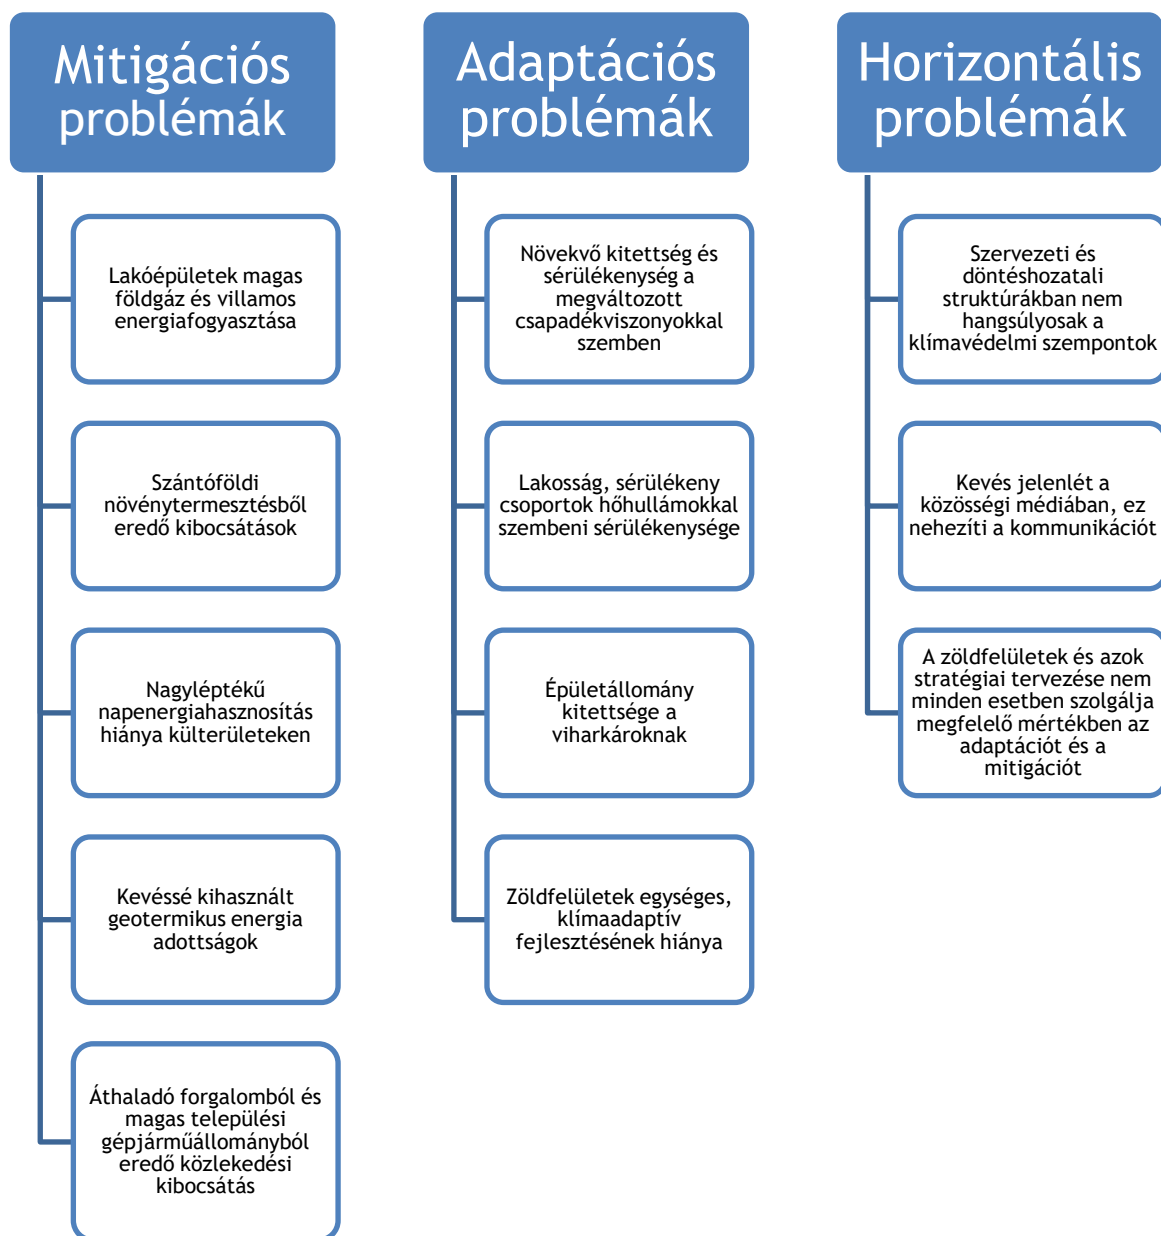 Mitigációs
problémák
Lakóépületek magas
földgáz és villamos
energiafogyasztása
Szántóföldi
növénytermesztésből
eredő kibocsátások
Nagyléptékű
napenergiahasznosítás
hiánya külterületeken
Kevéssé kihasznált
geotermikus energia
adottságok
Áthaladó forgalomból és
magas települési
gépjárműállományból
eredő közlekedési
kibocsátás
Adaptációs
problémák
Növekvő kitettség és
sérülékenység a
megváltozott
csapadékviszonyokkal
szemben
Lakosság, sérülékeny
csoportok hőhullámokkal
szembeni sérülékenysége
Épületállomány
kitettsége a
viharkároknak
Zöldfelületek egységes,
klímaadaptív
fejlesztésének hiánya
Horizontális
problémák
Szervezeti és
döntéshozatali
struktúrákban nem
hangsúlyosak a
klímavédelmi szempontok
Kevés jelenlét a
közösségi médiában, ez
nehezíti a kommunikációt
A zöldfelületek és azok
stratégiai tervezése nem
minden esetben szolgálja
megfelelő mértékben az
adaptációt és a
mitigációt